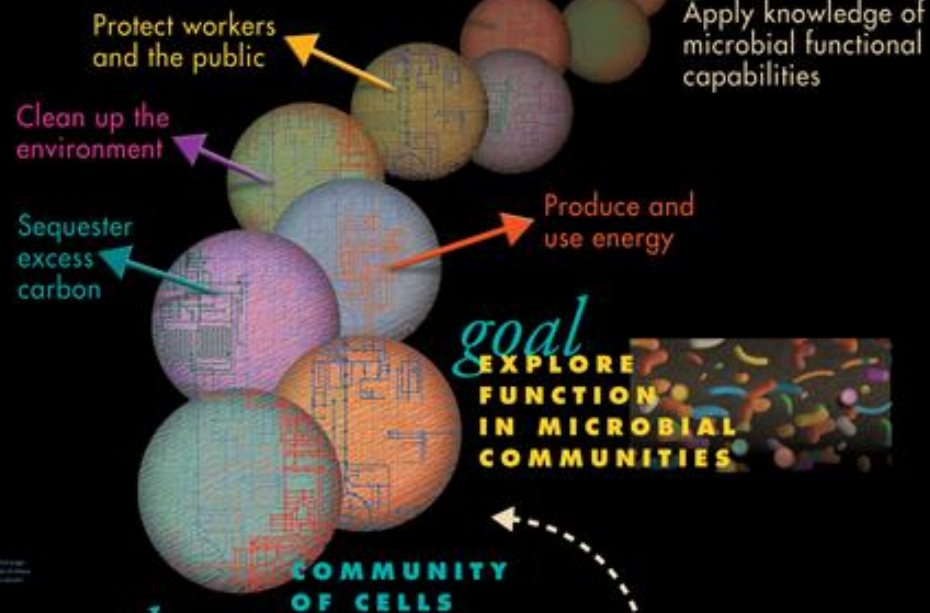 Protect workers
and the public
Apply knowledge of
microbial functional
capabilities
Clean up the
environment
Sequester
excess
carbon
Produce and
use energy
goal
EXPLORE
FUNCTION
IN MICROBIAL
COMMUNITIES
COMMUNITY
OF CELLS